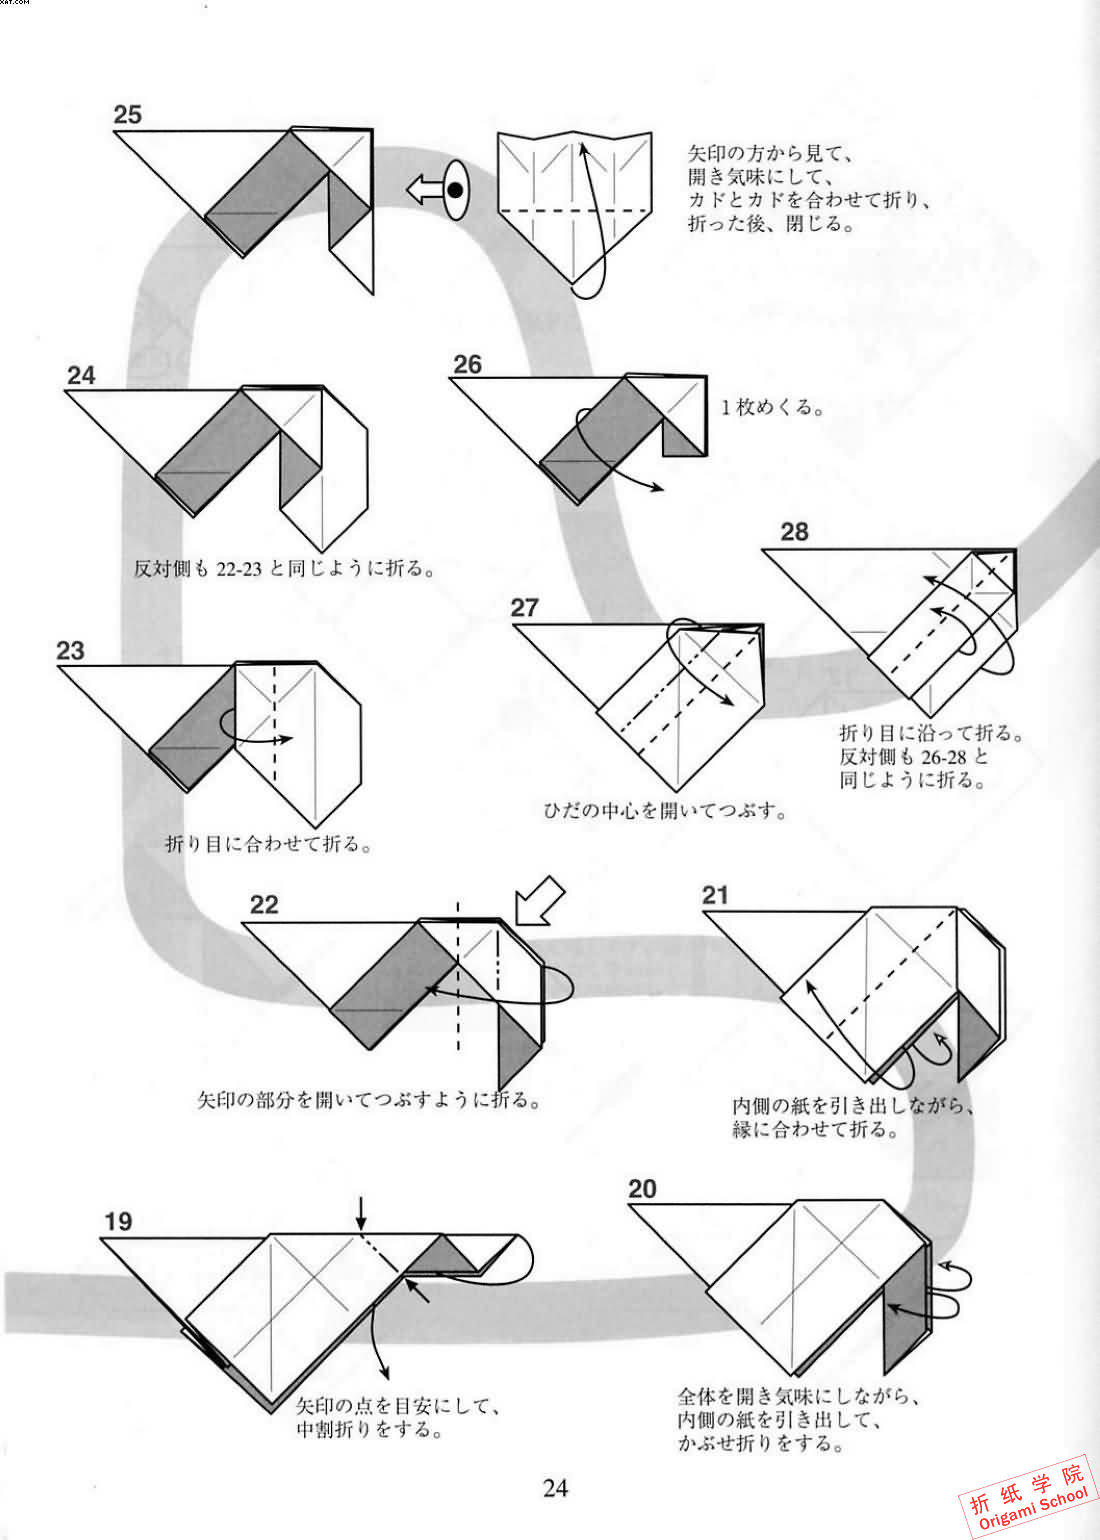 XAT.COM
25
矢印の方から見て、
開き気味にして、
カドとカドを合わせて折り、
折った後、閉じる。
24
反対側も 22-23 と同じように折る。
26
1枚めくる。
28
折り目に沿って折る。
反対側も 26-28 と
同じように折る。
27
ひだの中心を開いてつぶす。
23
折り目に合わせて折る。
22
矢印の部分を開いてつぶすように折る。
21
内側の紙を引き出しながら、
縁に合わせて折る。
19
矢印の点を目安にして、
中割折りをする。
20
全体を開き気味にしながら、
内側の紙を引き出して、
かぶせ折りをする。
24
折纸学院
Origami School